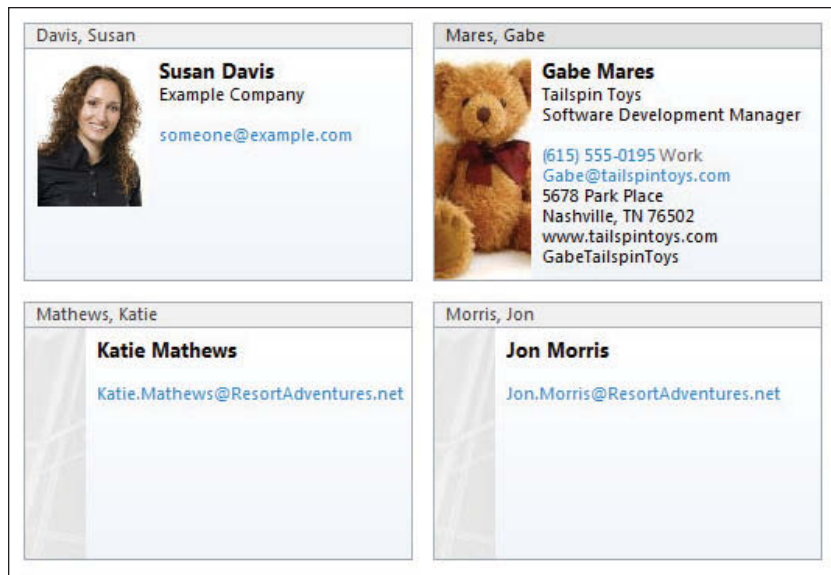 Davis, Susan
Susan Davis
Example Company
someone@example.com
Mares, Gabe
Gabe Mares
Tailspin Toys
Software Development Manager
(615) 555-0195 Work
Gabe@tailspintoys.com
5678 Park Place
Nashville, TN 76502
www.tailspintoys.com
GabeTailspinToys
Mathews, Katie
Katie Mathews
Katie.Mathews@ResortAdventures.net
Morris, Jon
Jon Morris
Jon.Morris@ResortAdventures.net